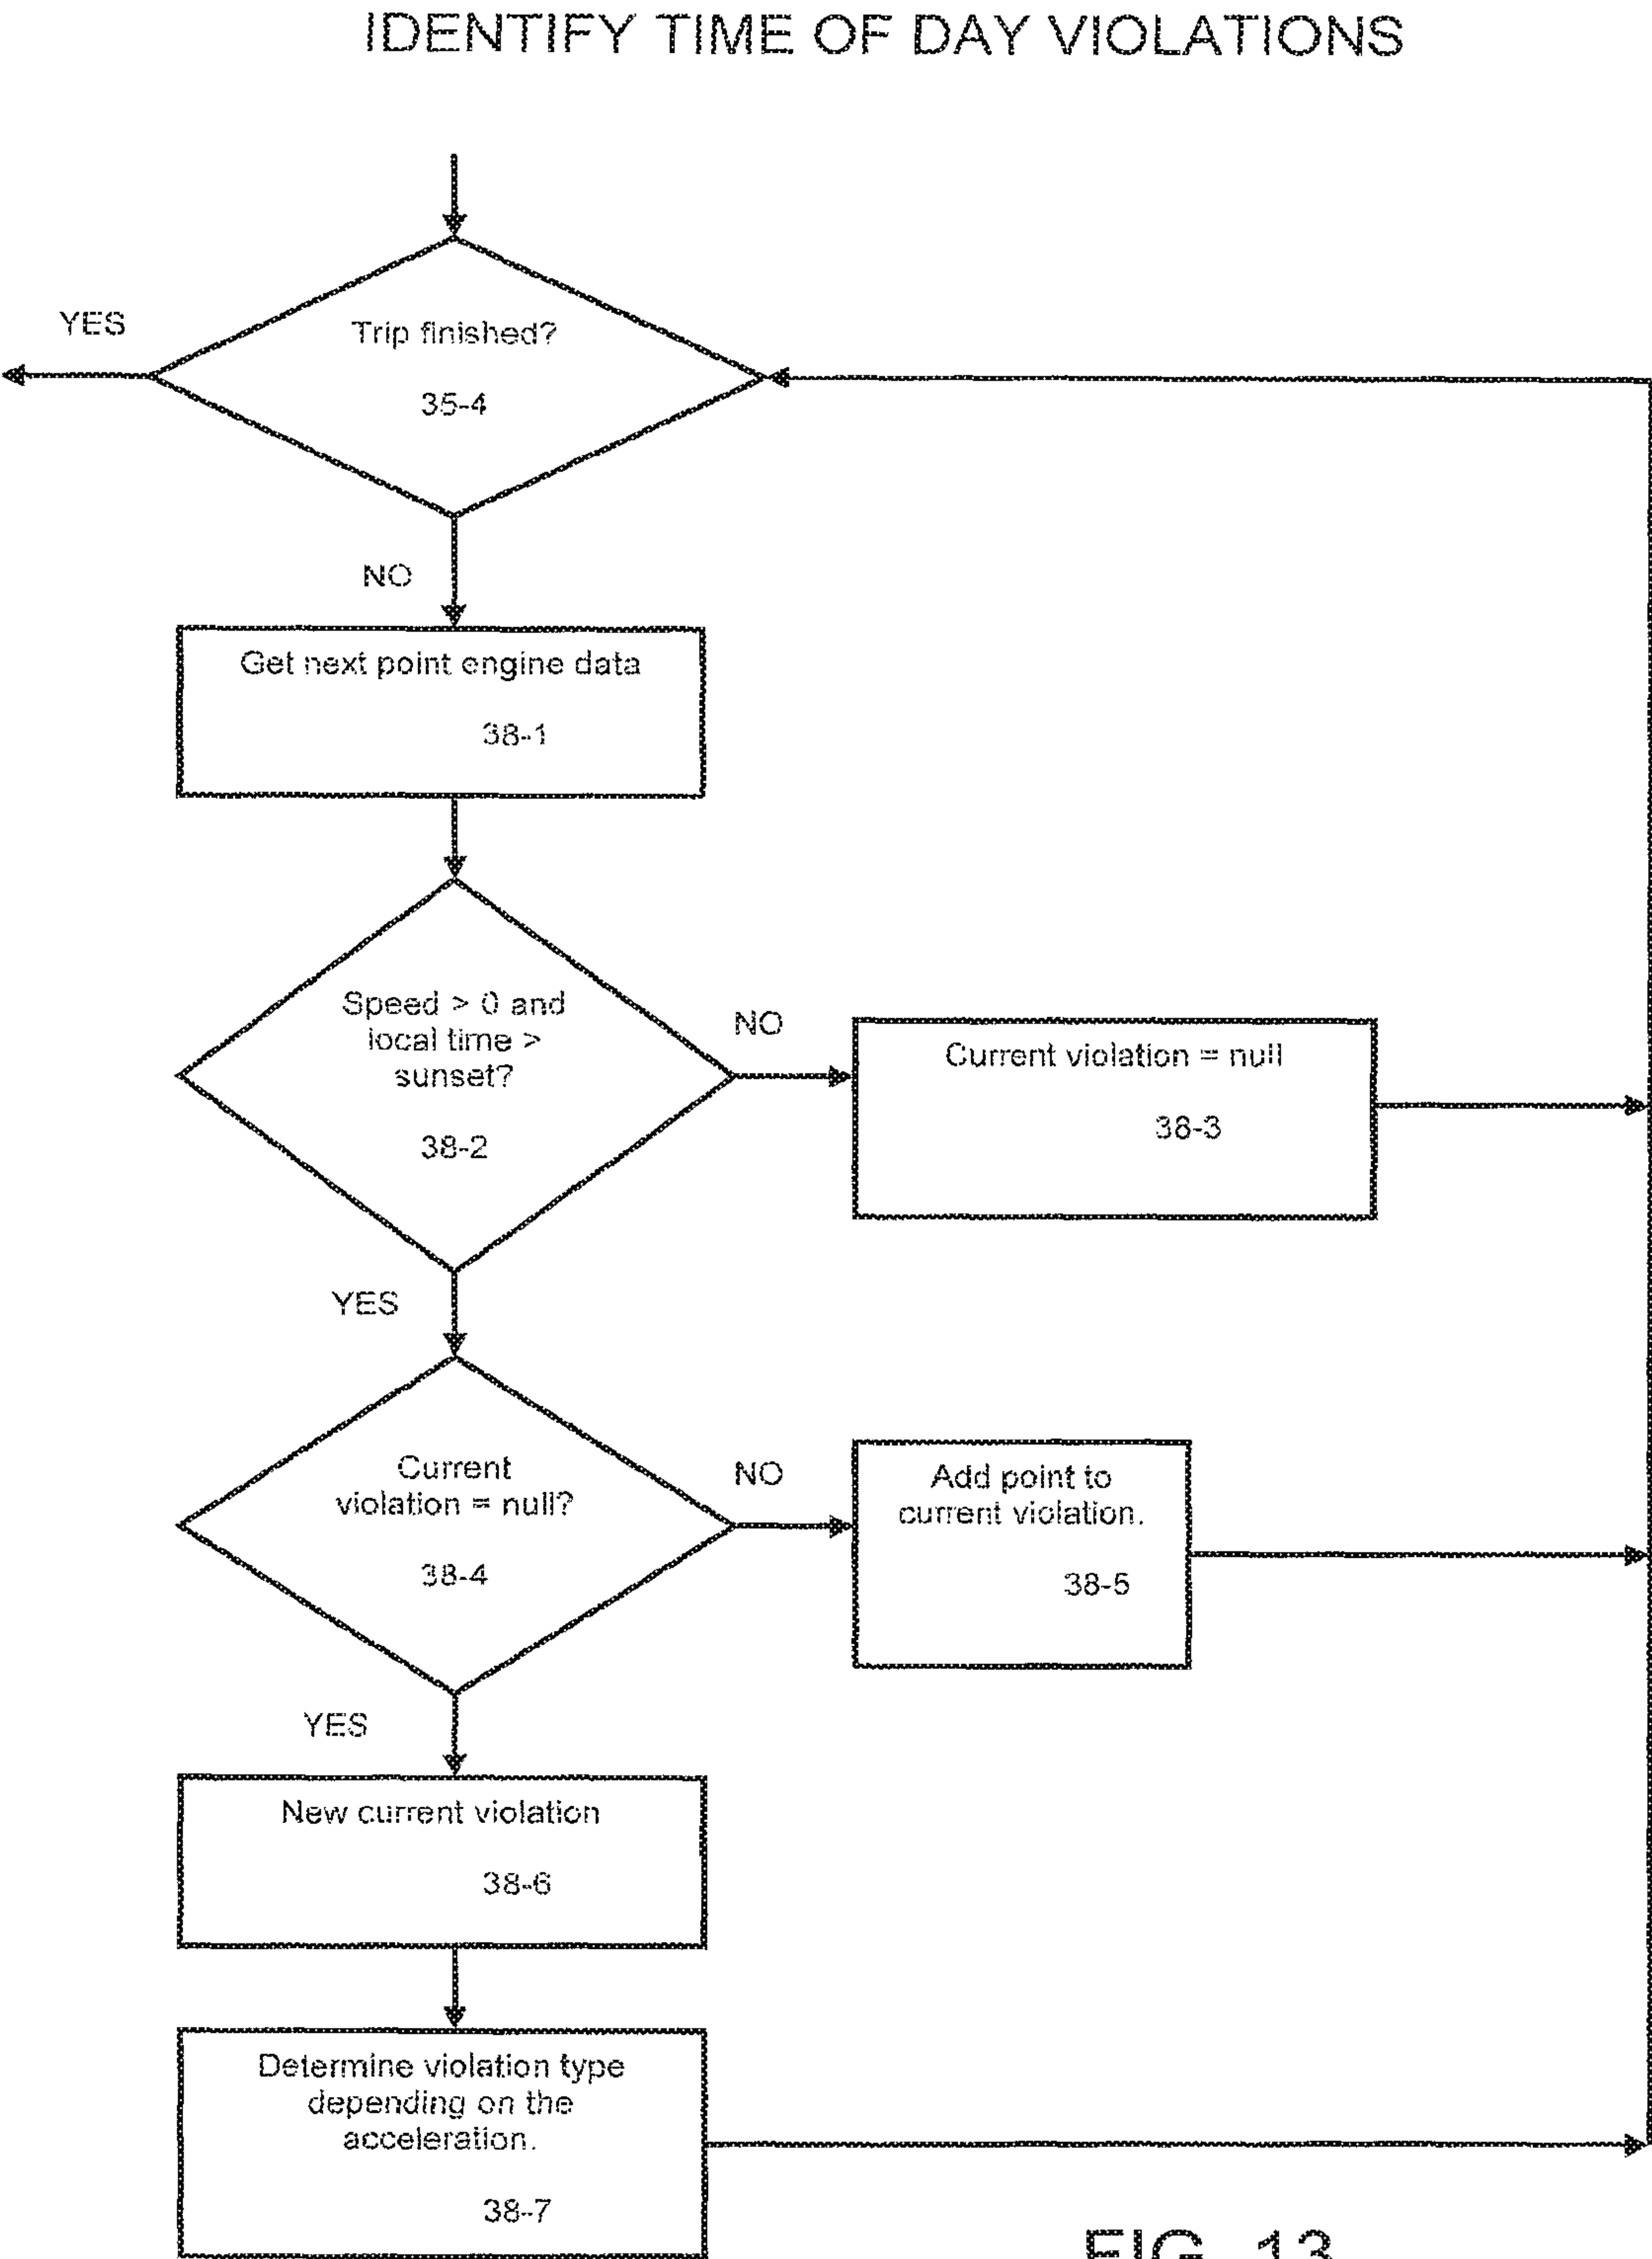 IDENTIFY TIME OF DAY VIOLATIONS
YES
Trip finished?
35-4
NO
Get next point engine data
38-1
Speed > 0 and
local time >
sunset?
38-2
NO
Current violation = null
38-3
YES
Current
violation = null?
38-4
NO
Add point to
current violation.
38-5
YES
New current violation
38-6
Determine violation type
depending on the
acceleration.
38-7
FIG. 13